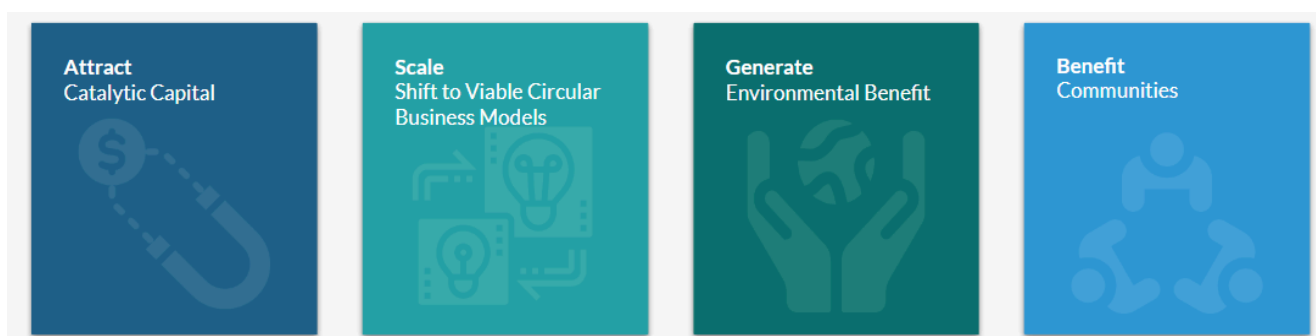 Attract
Catalytic Capital
Scale
Shift to Viable Circular
Business Models
Generate
Environmental Benefit
Benefit
Communities